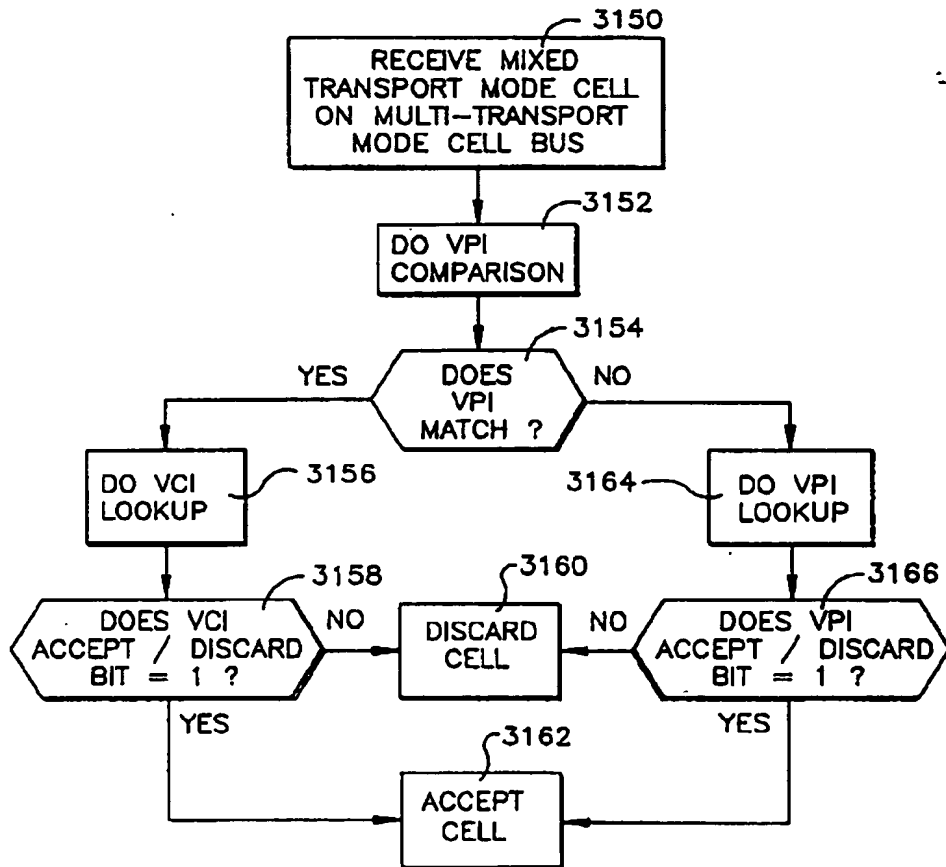 3150
RECEIVE MIXED
TRANSPORT MODE CELL
ON MULTI-TRANSPORT
MODE CELL BUS
3152
DO VPI
COMPARISON
3154
DOES
VPI
MATCH ?
YES
NO
DO VCI
LOOKUP
3156
3164
DO VPI
LOOKUP
3158
DOES VCI
ACCEPT / DISCARD
BIT = 1 ?
NO
YES
3160
DISCARD
CELL
3166
DOES VPI
ACCEPT / DISCARD
BIT = 1 ?
NO
YES
3162
ACCEPT
CELL